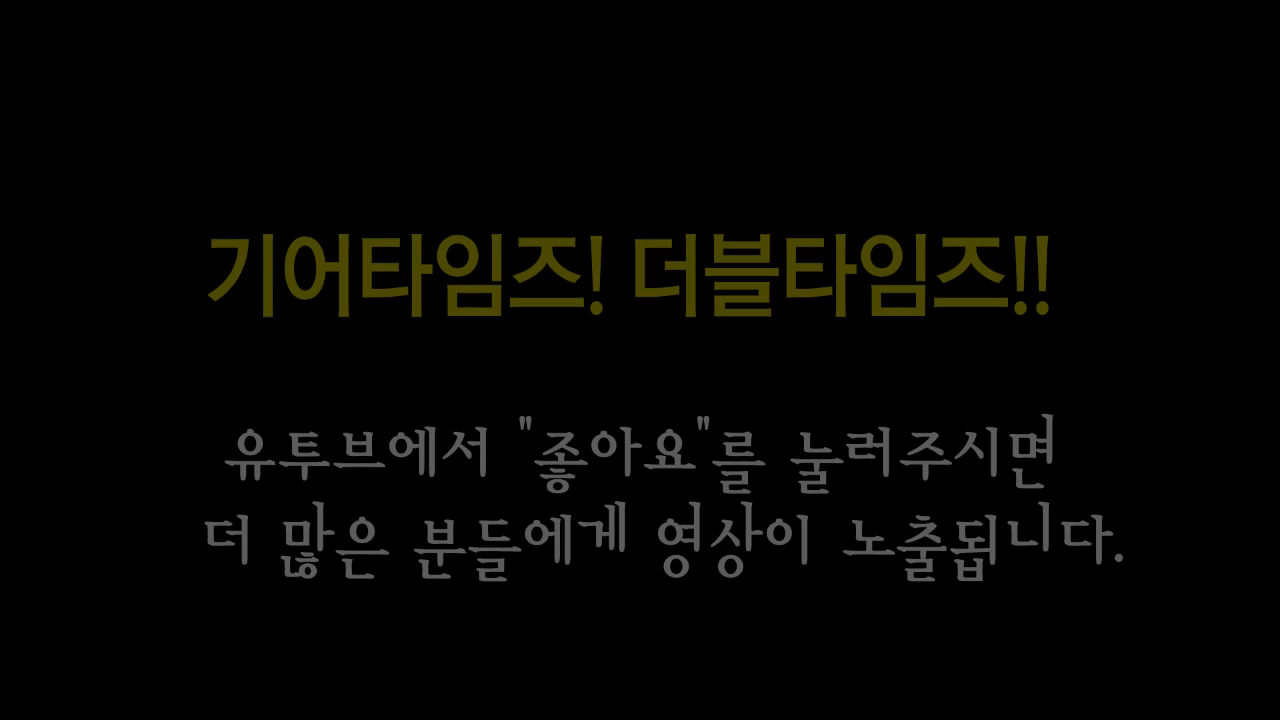 기어타임즈! 더블타임즈!!
유투브에서 "좋아요"를 눌러주시면
더 많은 분들에게 영상이 노출됩니다.